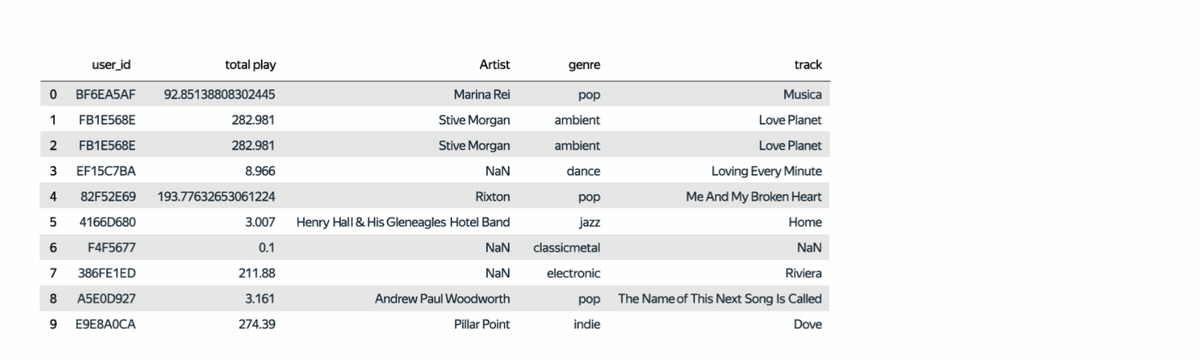 user_id total play Artist genre track
0 BF6EA5AF 92.85138808302445 Marina Rei pop Musica
1 FB1E568E 282.981 Stive Morgan ambient Love Planet
2 FB1E568E 282.981 Stive Morgan ambient Love Planet
3 EF15C7BA 8.966 NaN dance Loving Every Minute
4 82F52E69 193.77632653061224 Rixton pop Me And My Broken Heart
5 4166D680 3.007 Henry Hall & His Gleneagles Hotel Band jazz Home
6 F4F5677 0.1 NaN classicmetal NaN
7 386FE1ED 211.88 NaN electronic Riviera
8 A5E0D927 3.161 Andrew Paul Woodworth pop The Name of This Next Song Is Called
9 E9E8A0CA 274.39 Pillar Point indie Dove